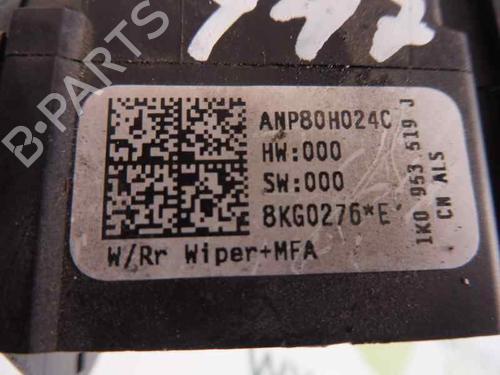 ANP80H024C
HW:000
SW:000
8KG0276*E
W/Rr Wiper+MFA
1K0 953 519 J
CN ALS
B-PARTS